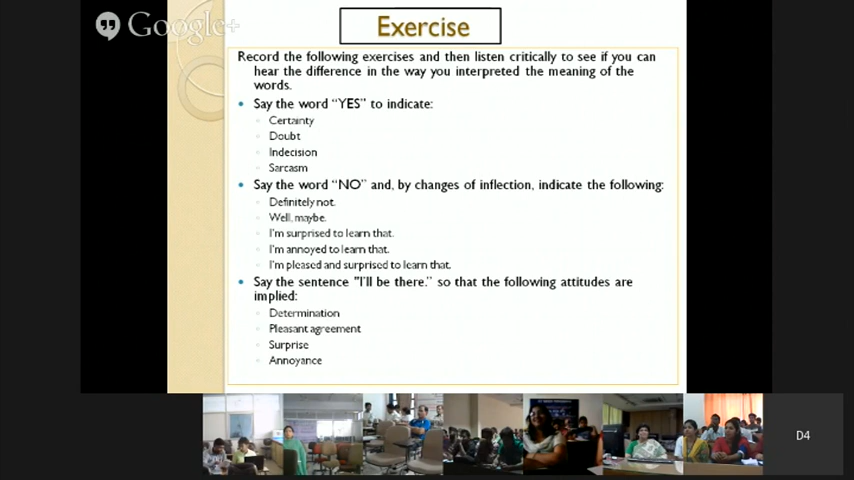 Google+
Exercise
Record the following exercises and then listen critically to see if you can
hear the difference in the way you interpreted the meaning of the
words.
Say the word "YES" to indicate:
Certainty
Doubt
Indecision
Sarcasm
Say the word "NO" and, by changes of inflection, indicate the following:
Definitely not.
Well, maybe.
I'm surprised to learn that.
I'm annoyed to learn that.
I'm pleased and surprised to learn that.
Say the sentence "I'll be there." so that the following attitudes are
implied:
Determination
Pleasant agreement
Surprise
Annoyance
D4